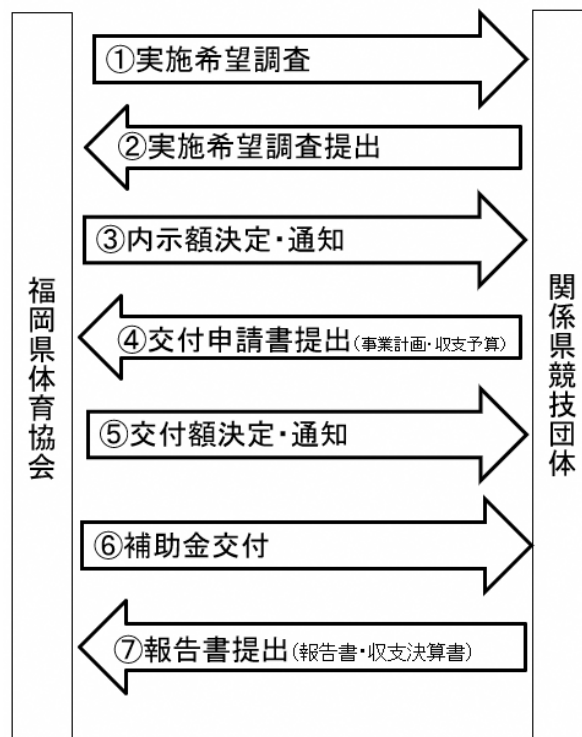 福岡県体育協会
①実施希望調査
②実施希望調査提出
③内示額決定・通知
④交付申請書提出(事業計画・収支予算)
⑤交付額決定・通知
⑥補助金交付
⑦報告書提出(報告書・収支決算書)
関係県競技団体